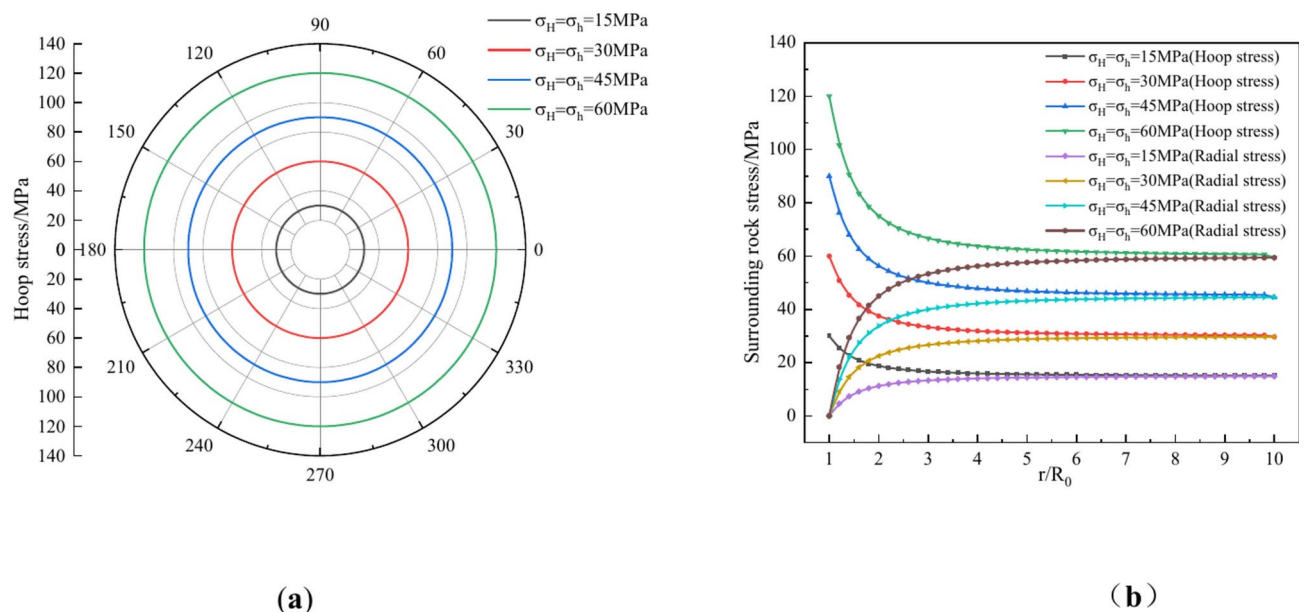 90
120
60
150
30
180
0
210
330
240
300
270
Hoop stress/MPa
140
120
100
80
60
40
20
0
20
40
60
80
100
120
140
σH=σh=15MPa
σH=σh=30MPa
σH=σh=45MPa
σH=σh=60MPa
(a)
Surrounding rock stress/MPa
140
120
100
80
60
40
20
0
σH=σh=15MPa(Hoop stress)
σH=σh=30MPa(Hoop stress)
σH=σh=45MPa(Hoop stress)
σH=σh=60MPa(Hoop stress)
σH=σh=15MPa(Radial stress)
σH=σh=30MPa(Radial stress)
σH=σh=45MPa(Radial stress)
σH=σh=60MPa(Radial stress)
1 2 3 4 5 6 7 8 9 10
r/R0
（b）